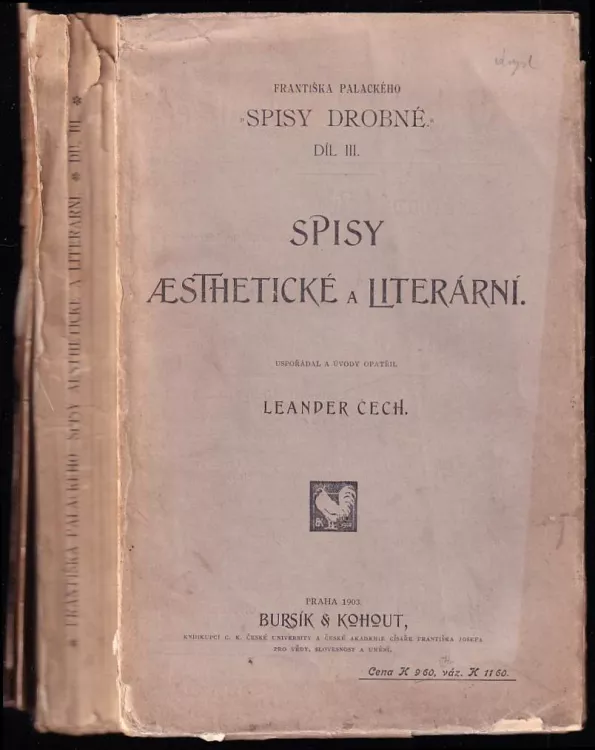 FRANTIŠKA PALACKÉHO
SPISY DROBNÉ.
DÍL III.
SPISY
ÆSTHETICKÉ A LITERÁRNÍ.
USPOŘÁDAL A ÚVODY OPATŘIL
LEANDER ČECH.
PRAHA 1903.
BURSÍK & KOHOUT,
KNIHKUPCI C. K. ČESKÉ UNIVERSITY A ČESKÉ AKADEMIE CÍSAŘE FRANTIŠKA JOSEFA
PRO VĚDY, SLOVESNOST A UMĚNÍ.
Cena K 9·60, váz. K 11·60.
* FRANTIŠKA PALACKÉHO SPISY AESTHETICKÉ A LITERÁRNÍ. * DÍL III. *